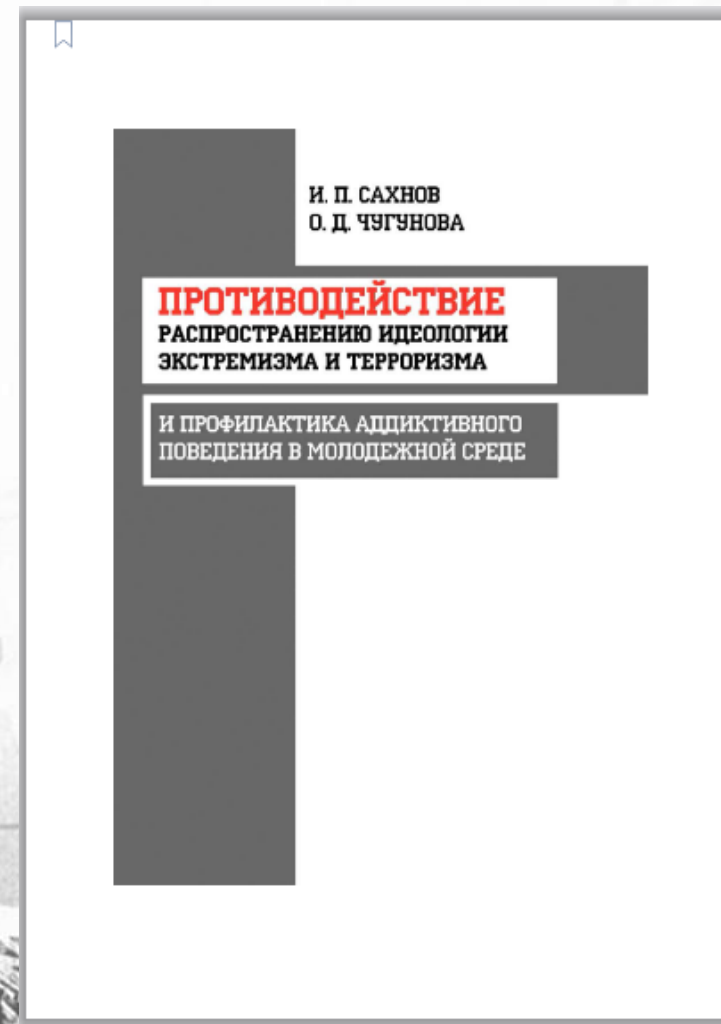 И. П. САХНОВ
О. Д. ЧУГУНОВА
ПРОТИВОДЕЙСТВИЕ
РАСПРОСТРАНЕНИЮ ИДЕОЛОГИИ
ЭКСТРЕМИЗМА И ТЕРРОРИЗМА
И ПРОФИЛАКТИКА АДДИКТИВНОГО
ПОВЕДЕНИЯ В МОЛОДЕЖНОЙ СРЕДЕ